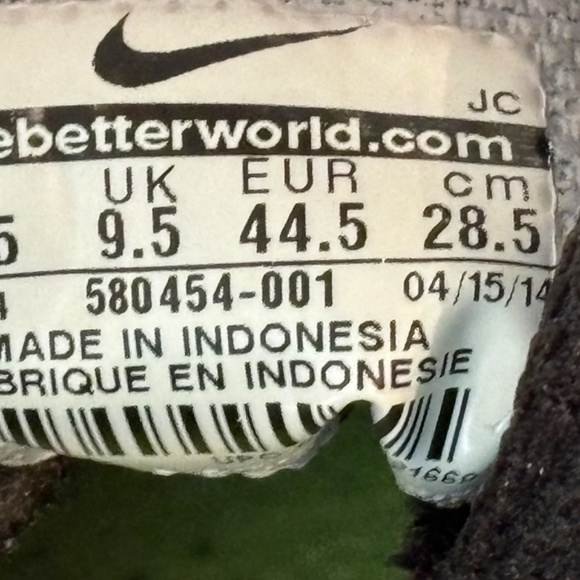 JC
ebetterworld.com
UK EUR cm
5 9.5 44.5 28.5
4 580454-001 04/15/14
MADE IN INDONESIA
BRIQUE EN INDONESIE